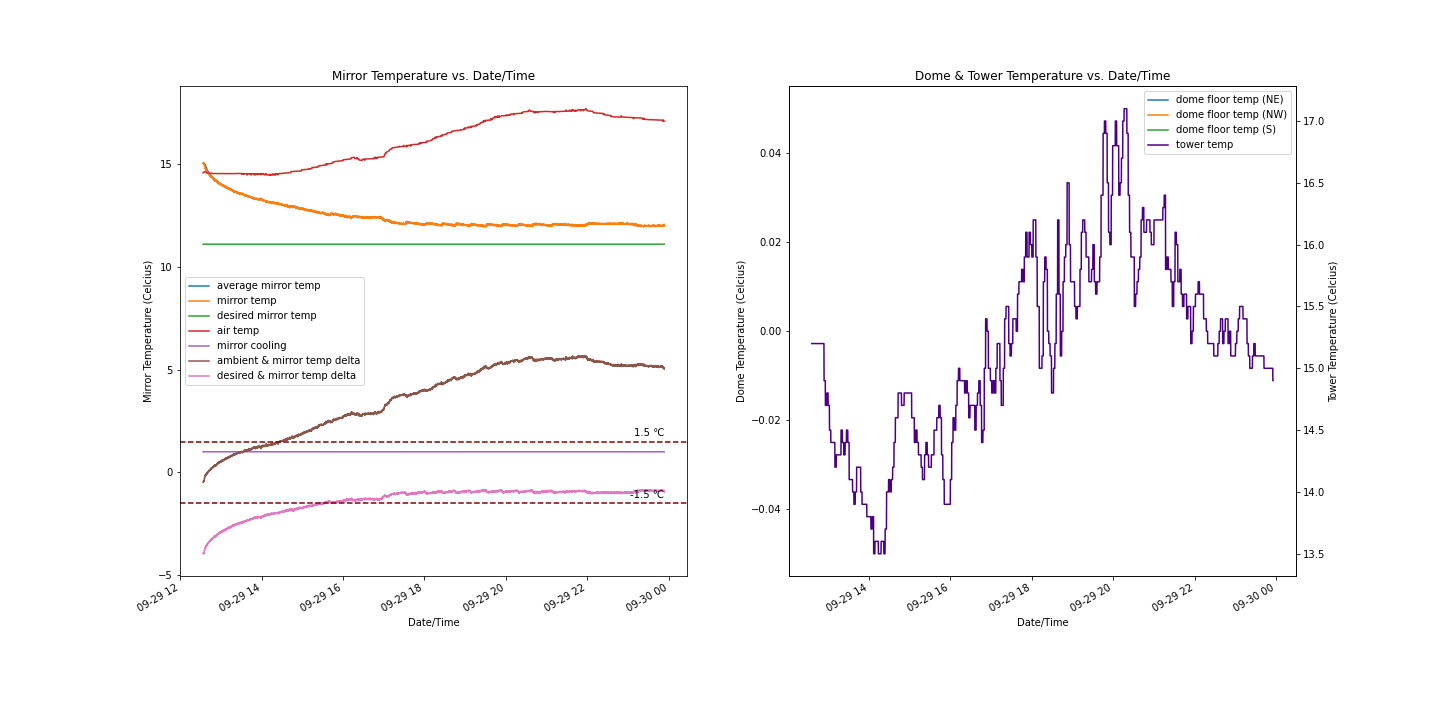 Mirror Temperature vs. Date/Time
Mirror Temperature (Celcius)
15
10
5
0
−5
average mirror temp
mirror temp
desired mirror temp
air temp
mirror cooling
ambient & mirror temp delta
desired & mirror temp delta
1.5 °C
-1.5 °C
09-29 12
09-29 14
09-29 16
09-29 18
09-29 20
09-29 22
09-30 00
Date/Time
Dome & Tower Temperature vs. Date/Time
Dome Temperature (Celcius)
0.04
0.02
0.00
−0.02
−0.04
dome floor temp (NE)
dome floor temp (NW)
dome floor temp (S)
tower temp
17.0
16.5
16.0
15.5
15.0
14.5
14.0
13.5
Tower Temperature (Celcius)
09-29 14
09-29 16
09-29 18
09-29 20
09-29 22
09-30 00
Date/Time